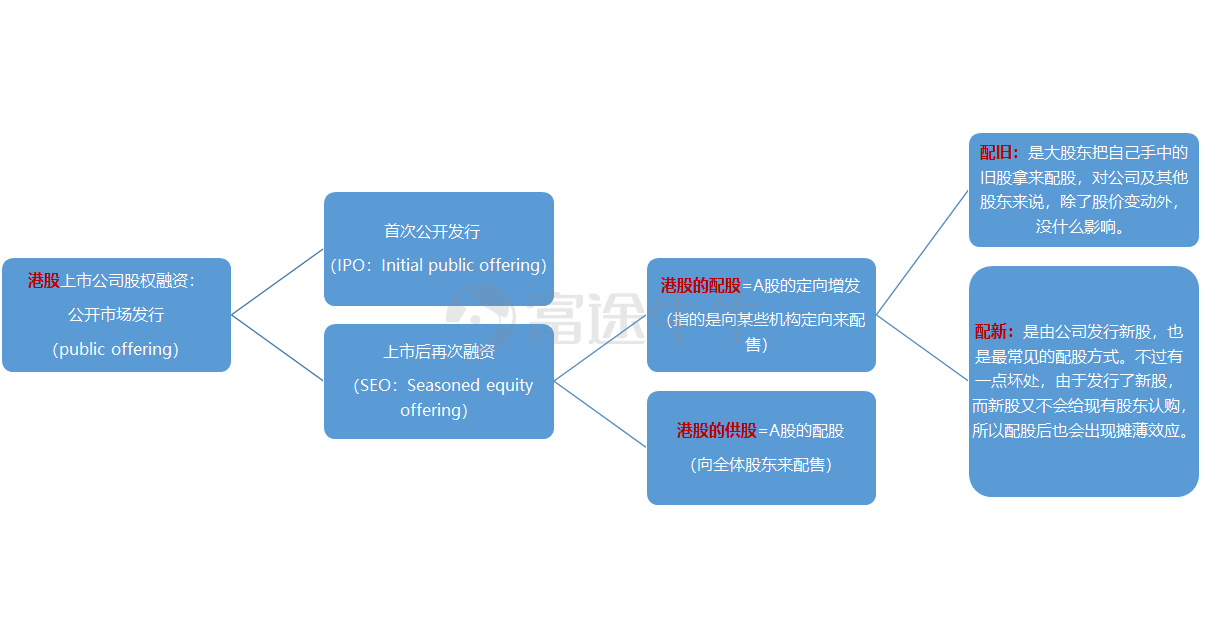 港股上市公司股权融资：
公开市场发行
（public offering）
首次公开发行
（IPO：Initial public offering）
上市后再次融资
（SEO：Seasoned equity
offering）
港股的配股=A股的定向增发
（指的是向某些机构定向来配
售）
港股的供股=A股的配股
（向全体股东来配售）
配旧：是大股东把自己手中的
旧股拿来配股，对公司及其他
股东来说，除了股价变动外，
没什么影响。
配新：是由公司发行新股，也
是最常见的配股方式。不过有
一点坏处，由于发行了新股，
而新股又不会给现有股东认购，
所以配股后也会出现摊薄效应。
富途牛牛